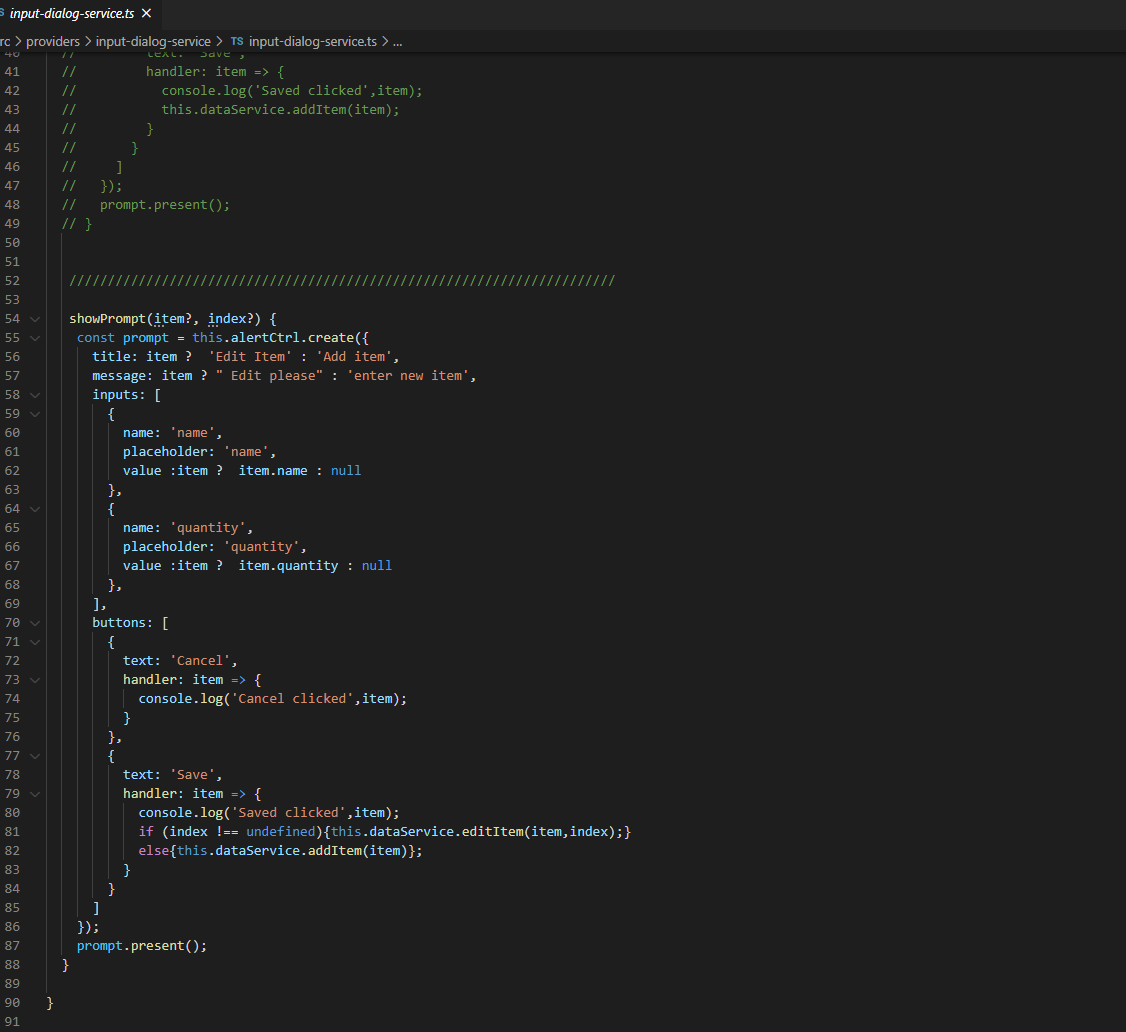 input-dialog-service.ts ×
rc > providers > input-dialog-service > TS input-dialog-service.ts > ...
40 // text: 'Save',
41 // handler: item => {
42 // console.log('Saved clicked',item);
43 // this.dataService.addItem(item);
44 // }
45 // }
46 // ]
47 // });
48 // prompt.present();
49 // }
50
51
52 ///////////////////////////////////////////////////////////////////////
53
54 showPrompt(item?, index?) {
55 const prompt = this.alertCtrl.create({
56 title: item ?  'Edit Item' : 'Add item',
57 message: item ? " Edit please" : 'enter new item',
58 inputs: [
59 {
60 name: 'name',
61 placeholder: 'name',
62 value :item ?  item.name : null
63 },
64 {
65 name: 'quantity',
66 placeholder: 'quantity',
67 value :item ?  item.quantity : null
68 },
69 ],
70 buttons: [
71 {
72 text: 'Cancel',
73 handler: item => {
74 console.log('Cancel clicked',item);
75 }
76 },
77 {
78 text: 'Save',
79 handler: item => {
80 console.log('Saved clicked',item);
81 if (index !== undefined){this.dataService.editItem(item,index);}
82 else{this.dataService.addItem(item)};
83 }
84 }
85 ]
86 });
87 prompt.present();
88 }
89
90 }
91